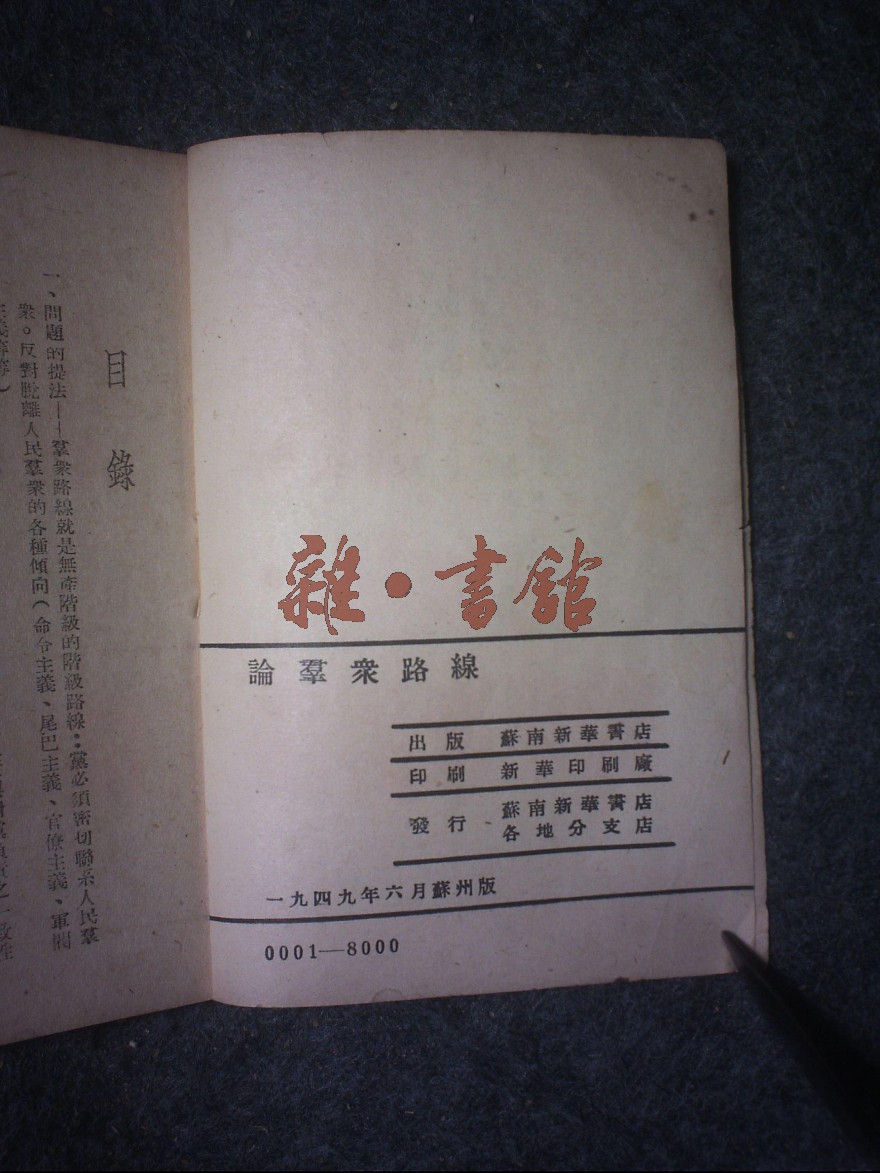 雜·書館
論羣衆路線
出版 蘇南新華書店
印刷 新華印刷廠
發行 蘇南新華書店
各地分支店
一九四九年六月蘇州版
0001—8000
目錄
一、問題的提法——羣衆路線就是無產階級的階級路線：黨必須密切聯系人民羣
衆。反對脫離人民羣衆的各種傾向（命令主義、尾巴主義、官僚主義、軍閥
主義等等）